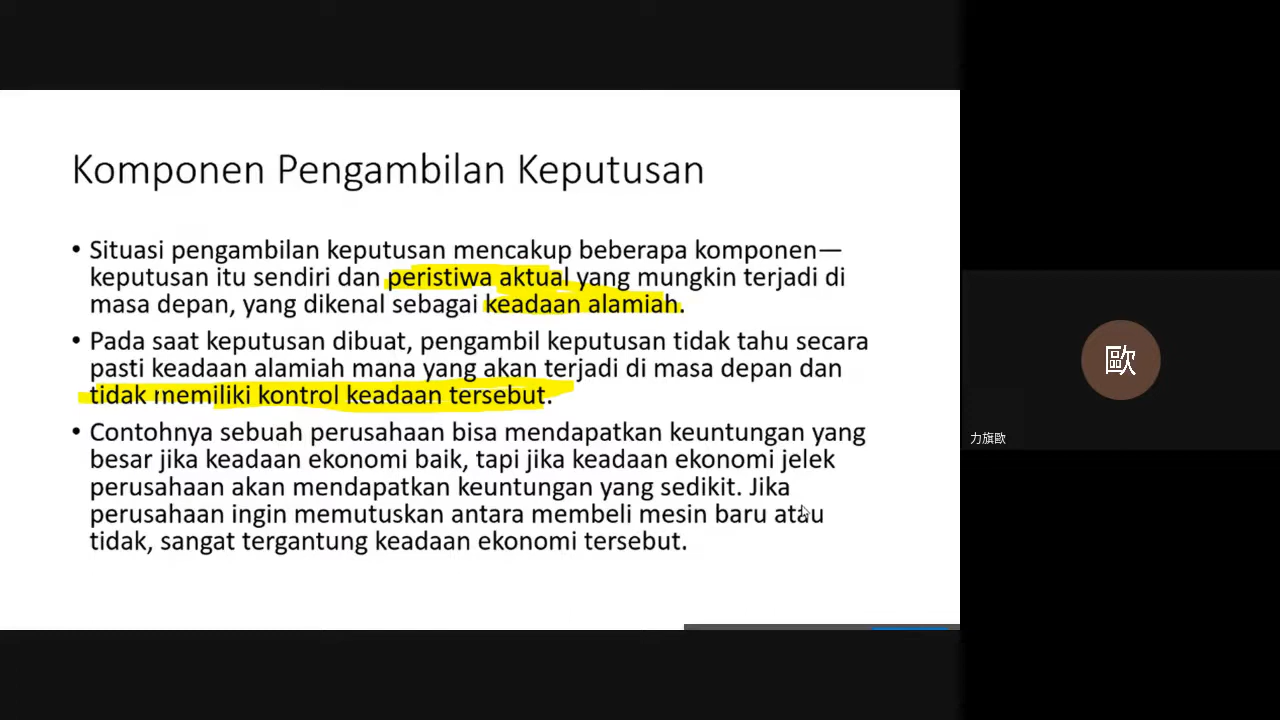 Komponen Pengambilan Keputusan
• Situasi pengambilan keputusan mencakup beberapa komponen—
keputusan itu sendiri dan peristiwa aktual yang mungkin terjadi di
masa depan, yang dikenal sebagai keadaan alamiah.
• Pada saat keputusan dibuat, pengambil keputusan tidak tahu secara
pasti keadaan alamiah mana yang akan terjadi di masa depan dan
tidak memiliki kontrol keadaan tersebut.
• Contohnya sebuah perusahaan bisa mendapatkan keuntungan yang
besar jika keadaan ekonomi baik, tapi jika keadaan ekonomi jelek
perusahaan akan mendapatkan keuntungan yang sedikit. Jika
perusahaan ingin memutuskan antara membeli mesin baru atau
tidak, sangat tergantung keadaan ekonomi tersebut.
歐
力旗歐